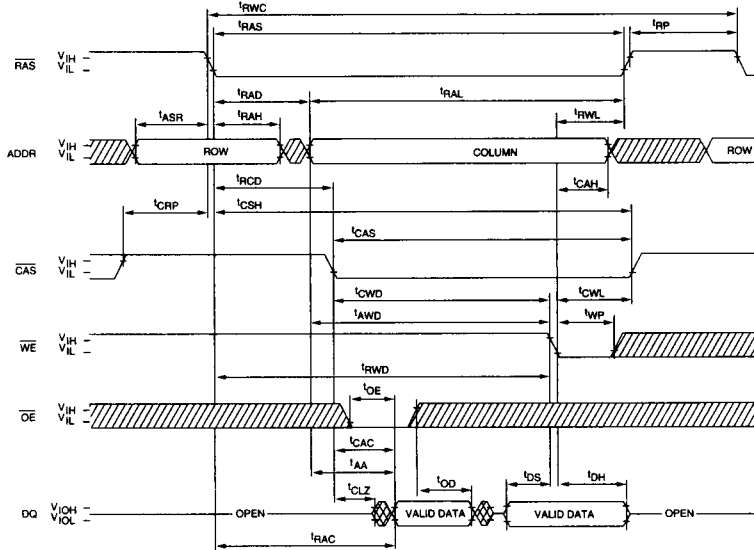 tRWC
tRAS tRP
RAS VIH
VIL
tRAD tRAL
tASR tRAH tRWL
ADDR VIH
VIL
ROW COLUMN ROW
tRCD tCAH
tCRP tCSH
tCAS
CAS VIH
VIL
tCWD tCWL
tAWD tWP
WE VIH
VIL
tRWD
tOE
OE VIH
VIL
tCAC
tAA tOD tDS tDH
tCLZ
DQ VIOH
VIOL
OPEN VALID DATA VALID DATA OPEN
tRAC